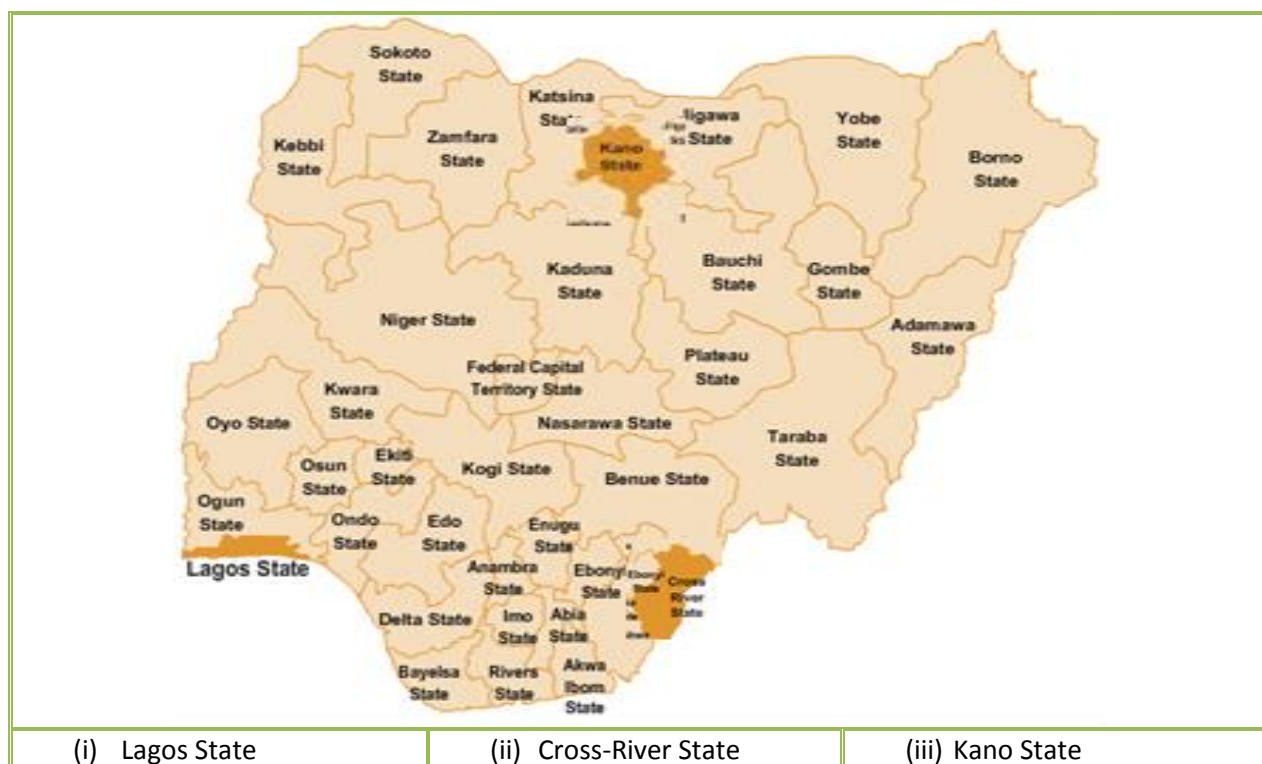 Sokoto
State
Katsina
State
Jigawa
State
Yobe
State
Kebbi
State
Zamfara
State
Kano
State
Borno
State
Kaduna
State
Bauchi
State
Gombe
State
Niger State
Adamawa
State
Federal Capital
Territory State
Plateau
State
Kwara
State
Oyo State
Nasarawa State
Taraba
State
Osun
State
Ekiti
State
Kogi State
Benue State
Ogun
State
Ondo
State
Edo
State
Enugu
State
Lagos State
Anambra
State
Ebonyi
State
Ebonyi
State
Cross
River
State
Delta State
Imo
State
Abia
State
Bayelsa
State
Rivers
State
Akwa
Ibom
State
(i) Lagos State
(ii) Cross-River State
(iii) Kano State